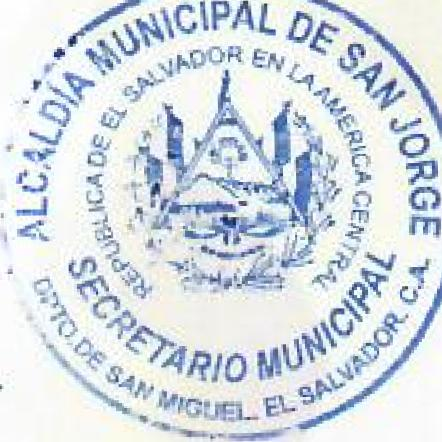 ALCALDÍA MUNICIPAL DE SAN JORGE
REPUBLICA DE EL SALVADOR EN LA AMERICA CENTRAL
SECRETARIO MUNICIPAL
DPTO. DE SAN MIGUEL, EL SALVADOR. C.A.